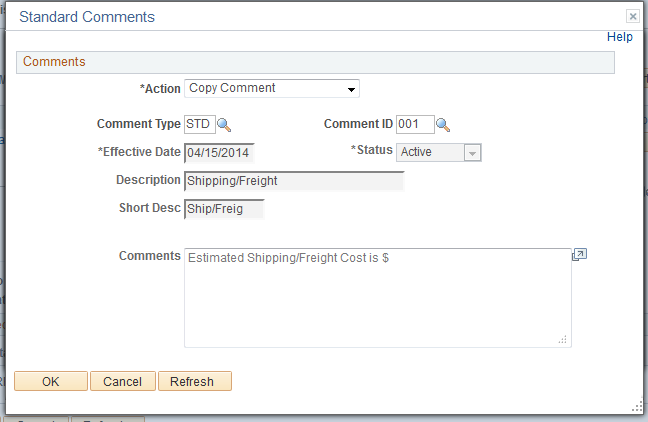 Standard Comments
Help
Comments
*Action Copy Comment
Comment Type STD Comment ID 001
*Effective Date 04/15/2014 *Status Active
Description Shipping/Freight
Short Desc Ship/Freig
Comments Estimated Shipping/Freight Cost is $
OK Cancel Refresh